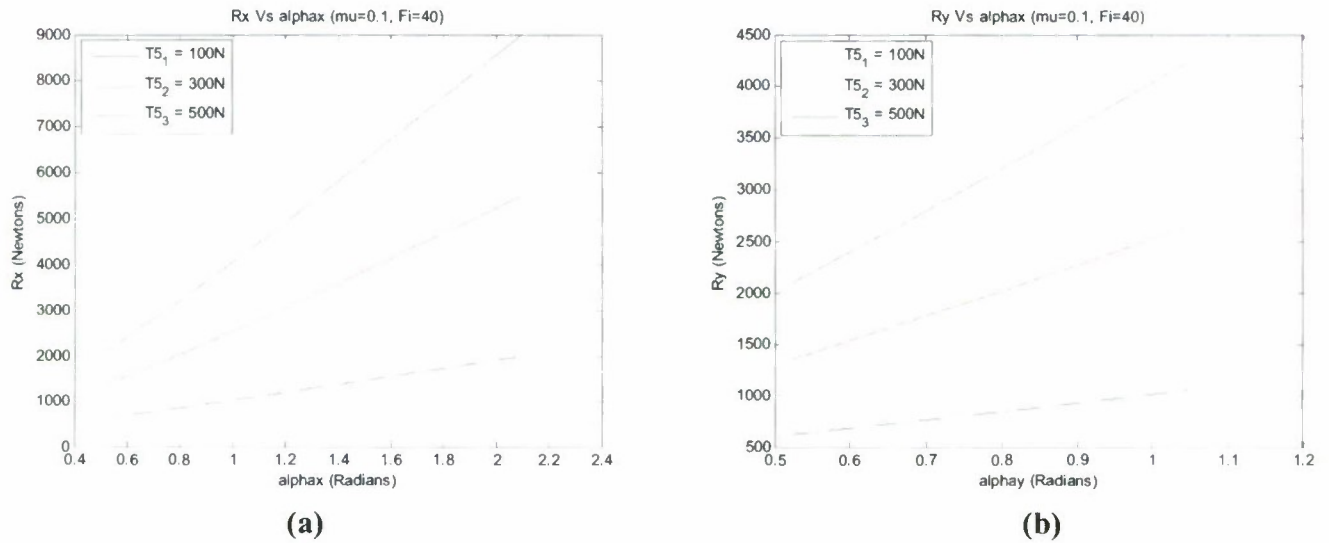 Rx Vs alphax (mu=0.1, Fi=40)
9000
8000
7000
6000
5000
4000
3000
2000
1000
0
Rx (Newtons)
T5₁ = 100N
T5₂ = 300N
T5₃ = 500N
0.4 0.6 0.8 1 1.2 1.4 1.6 1.8 2 2.2 2.4
alphax (Radians)
(a)
Ry Vs alphax (mu=0.1, Fi=40)
4500
4000
3500
3000
2500
2000
1500
1000
500
Ry (Newtons)
T5₁ = 100N
T5₂ = 300N
T5₃ = 500N
0.5 0.6 0.7 0.8 0.9 1 1.1 1.2
alphay (Radians)
(b)